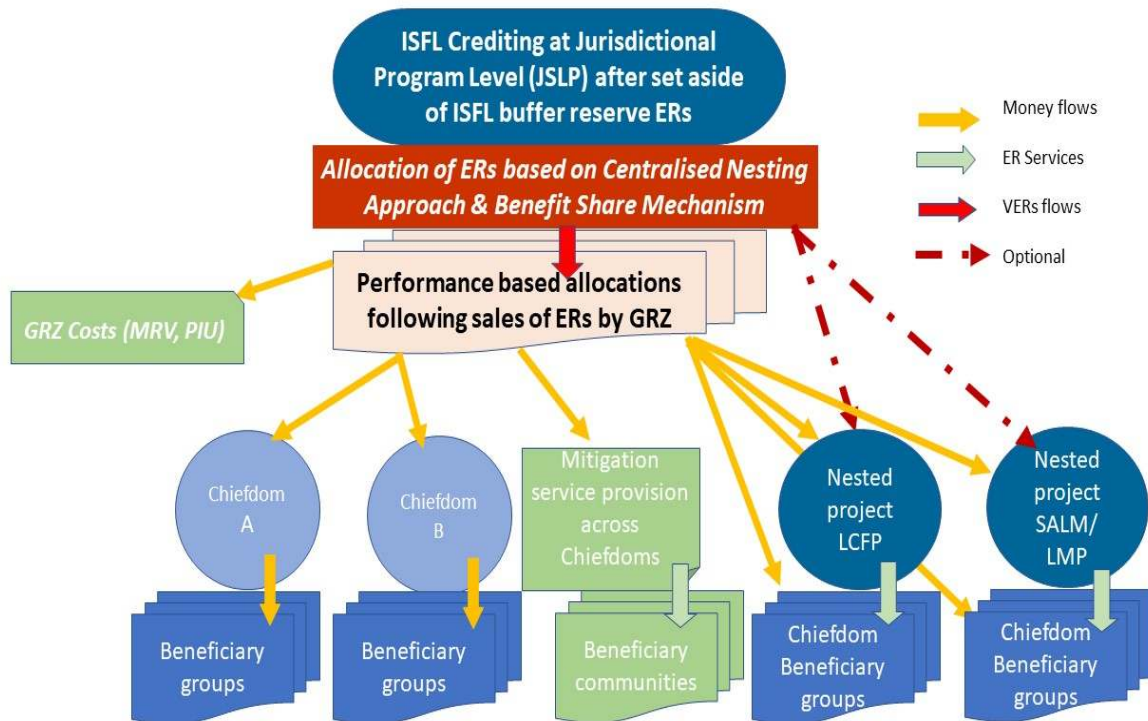 ISFL Crediting at Jurisdictional
Program Level (JSLP) after set aside
of ISFL buffer reserve ERs
Allocation of ERs based on Centralised Nesting
Approach & Benefit Share Mechanism
Money flows
ER Services
VERs flows
Optional
Performance based allocations
following sales of ERs by GRZ
GRZ Costs (MRV, PIU)
Chiefdom
A
Chiefdom
B
Mitigation
service provision
across
Chiefdoms
Nested
project
LCFP
Nested
project
SALM/
LMP
Beneficiary
groups
Beneficiary
groups
Beneficiary
communities
Chiefdom
Beneficiary
groups
Chiefdom
Beneficiary
groups